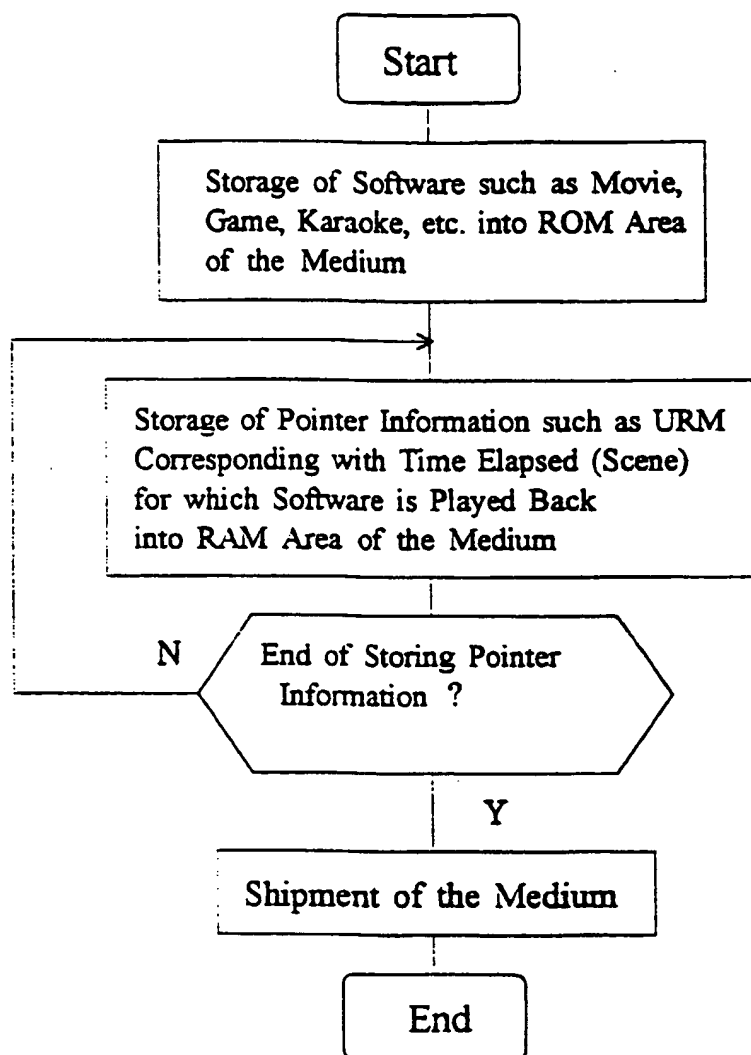 Start
Storage of Software such as Movie,
Game, Karaoke, etc. into ROM Area
of the Medium
Storage of Pointer Information such as URM
Corresponding with Time Elapsed (Scene)
for which Software is Played Back
into RAM Area of the Medium
N
End of Storing Pointer
Information ?
Y
Shipment of the Medium
End